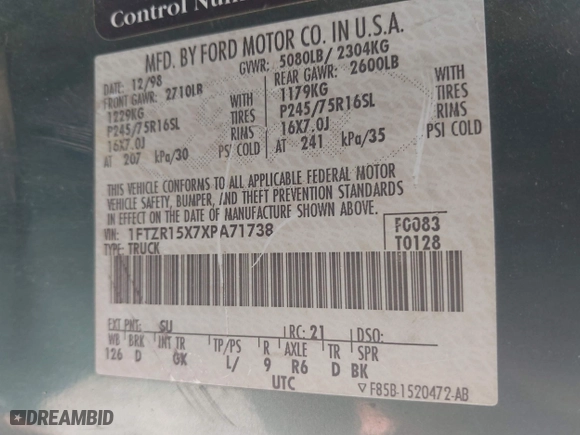 Control Num
MFD. BY FORD MOTOR CO. IN U.S.A.
DATE: 12/98 GVWR: 5080LB/ 2304KG
FRONT GAWR: 2710LB REAR GAWR: 2600LB
1229KG WITH 1179KG WITH
P245/75R16SL TIRES P245/75R16SL TIRES
16X7.0J RIMS 16X7.0J RIMS
AT 207 kPa/30 PSI COLD AT 241 kPa/35 PSI COLD
THIS VEHICLE CONFORMS TO ALL APPLICABLE FEDERAL MOTOR
VEHICLE SAFETY, BUMPER, AND THEFT PREVENTION STANDARDS
IN EFFECT ON THE DATE OF MANUFACTURE SHOWN ABOVE.
VIN: 1FTZR15X7XPA71738 FC083
TYPE: TRUCK T0128
EXT PNT: SU RC: 21 DSO:
WB BRK INT TR TP/PS R AXLE TR SPR
126 D GK L/ 9 R6 D BK
UTC ▽F85B-1520472-AB
DREAMBID